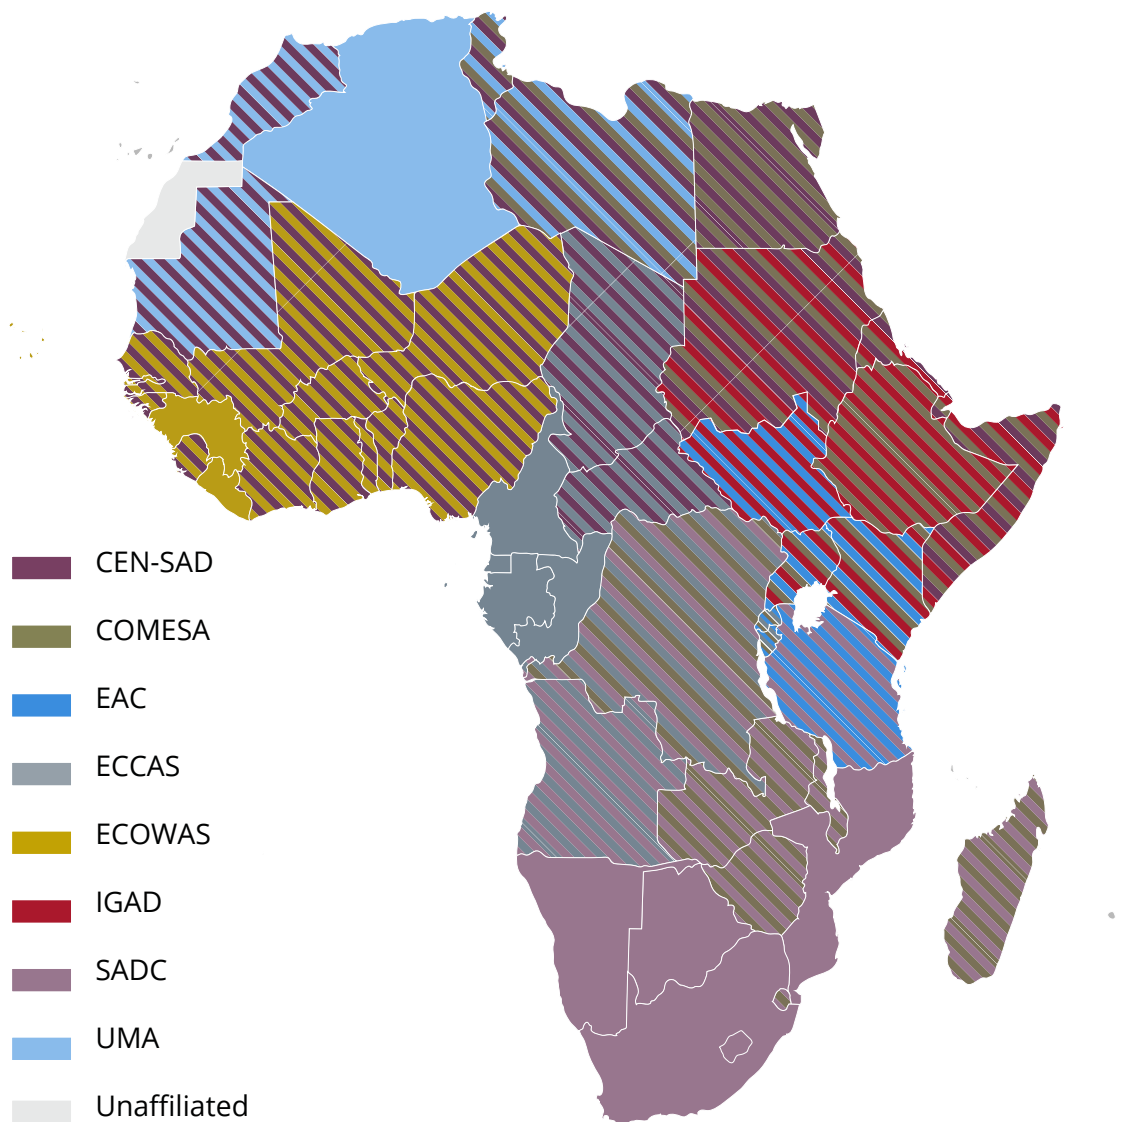 CEN-SAD
COMESA
EAC
ECCAS
ECOWAS
IGAD
SADC
UMA
Unaffiliated